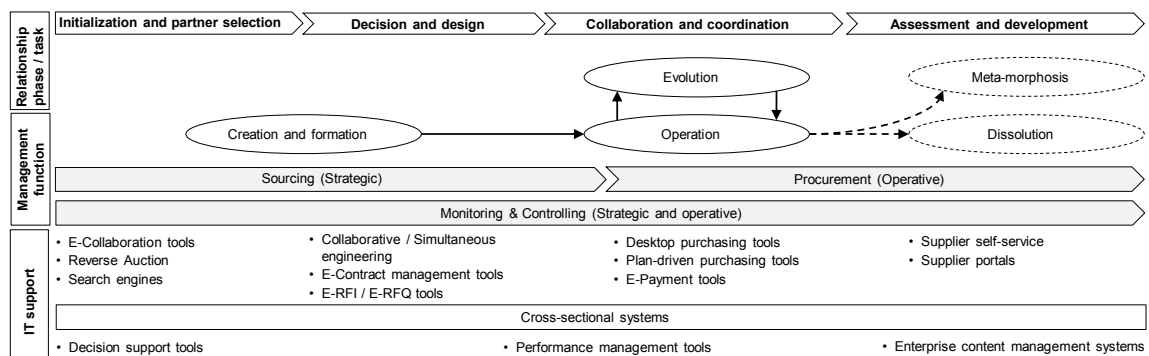 Relationship
phase / task
Initialization and partner selection
Decision and design
Collaboration and coordination
Assessment and development
Evolution
Meta-morphosis
Creation and formation
Operation
Dissolution
Management
function
Sourcing (Strategic)
Procurement (Operative)
Monitoring & Controlling (Strategic and operative)
IT support
• E-Collaboration tools
• Reverse Auction
• Search engines
• Collaborative / Simultaneous
engineering
• E-Contract management tools
• E-RFI / E-RFQ tools
• Desktop purchasing tools
• Plan-driven purchasing tools
• E-Payment tools
• Supplier self-service
• Supplier portals
Cross-sectional systems
• Decision support tools
• Performance management tools
• Enterprise content management systems